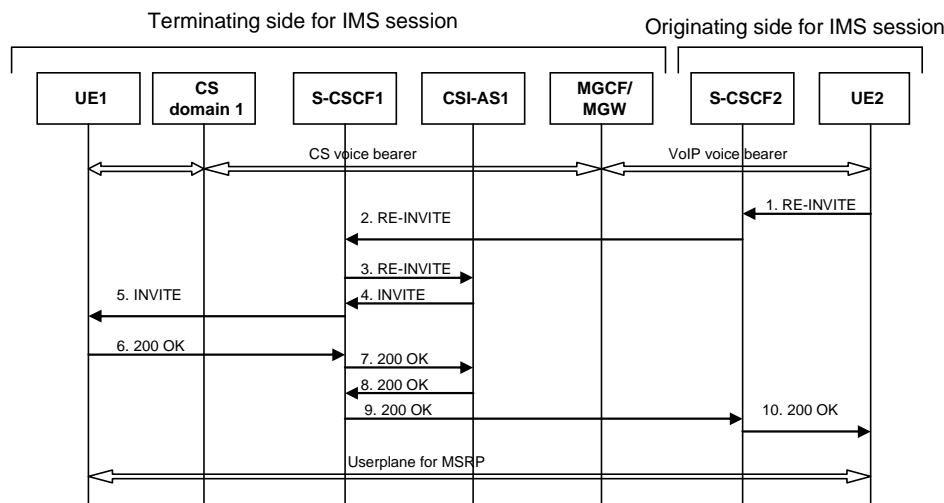 Terminating side for IMS session
Originating side for IMS session
UE1
CS
domain 1
S-CSCF1
CSI-AS1
MGCF/
MGW
S-CSCF2
UE2
CS voice bearer
VoIP voice bearer
1. RE-INVITE
2. RE-INVITE
3. RE-INVITE
4. INVITE
5. INVITE
6. 200 OK
7. 200 OK
8. 200 OK
9. 200 OK
10. 200 OK
Userplane for MSRP